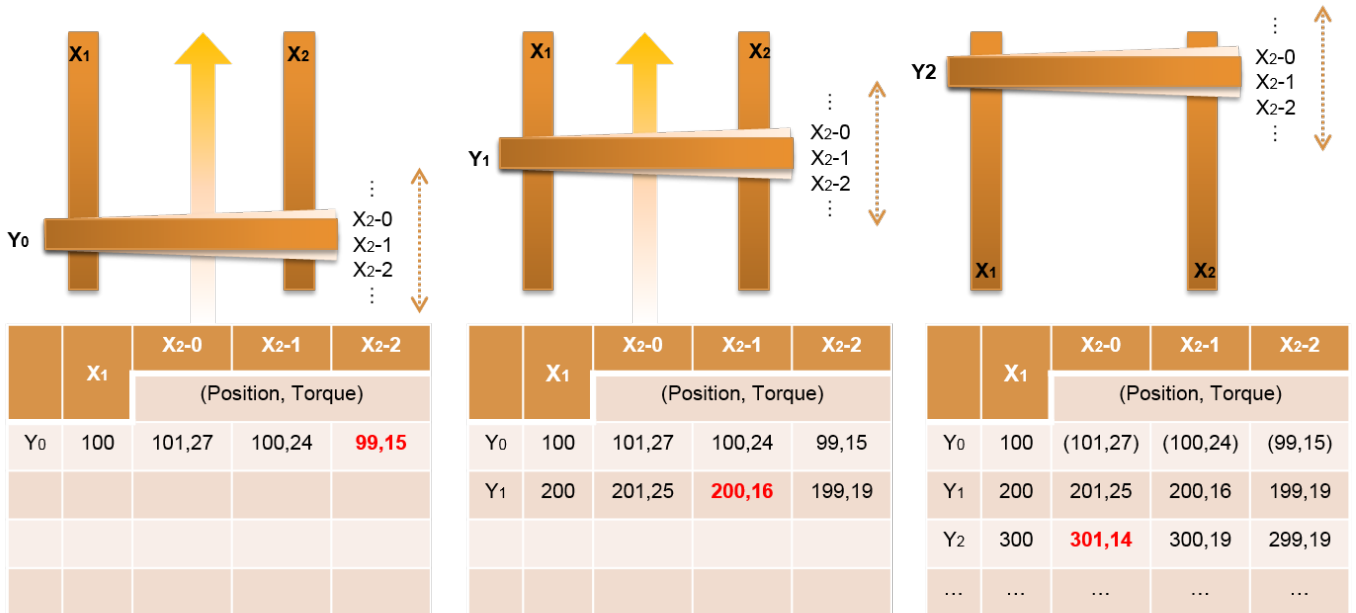 X1 X2
Y0
⋮
X2-0
X2-1
X2-2
⋮
X1 X2-0 X2-1 X2-2
(Position, Torque)
Y0 100 101,27 100,24 99,15
X1 X2
Y1
⋮
X2-0
X2-1
X2-2
⋮
X1 X2-0 X2-1 X2-2
(Position, Torque)
Y0 100 101,27 100,24 99,15
Y1 200 201,25 200,16 199,19
Y2
⋮
X2-0
X2-1
X2-2
⋮
X1 X2
X1 X2-0 X2-1 X2-2
(Position, Torque)
Y0 100 (101,27) (100,24) (99,15)
Y1 200 201,25 200,16 199,19
Y2 300 301,14 300,19 299,19
... ... ... ... ...